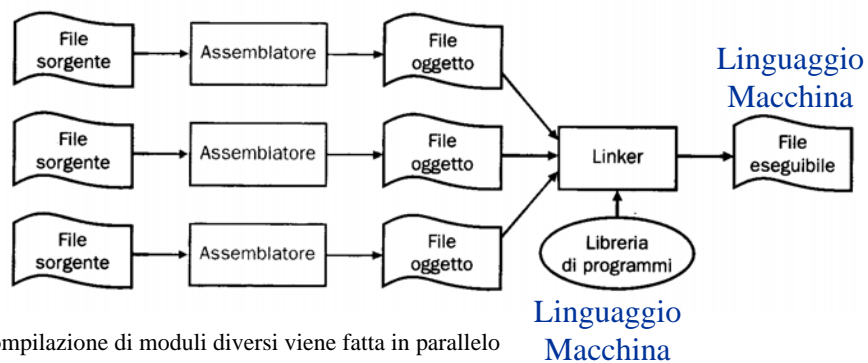 File
sorgente
Assemblatore
File
oggetto
Linguaggio
Macchina
File
sorgente
Assemblatore
File
oggetto
Linker
File
eseguibile
File
sorgente
Assemblatore
File
oggetto
Libreria
di programmi
Linguaggio
Macchina
mpilazione di moduli diversi viene fatta in parallelo